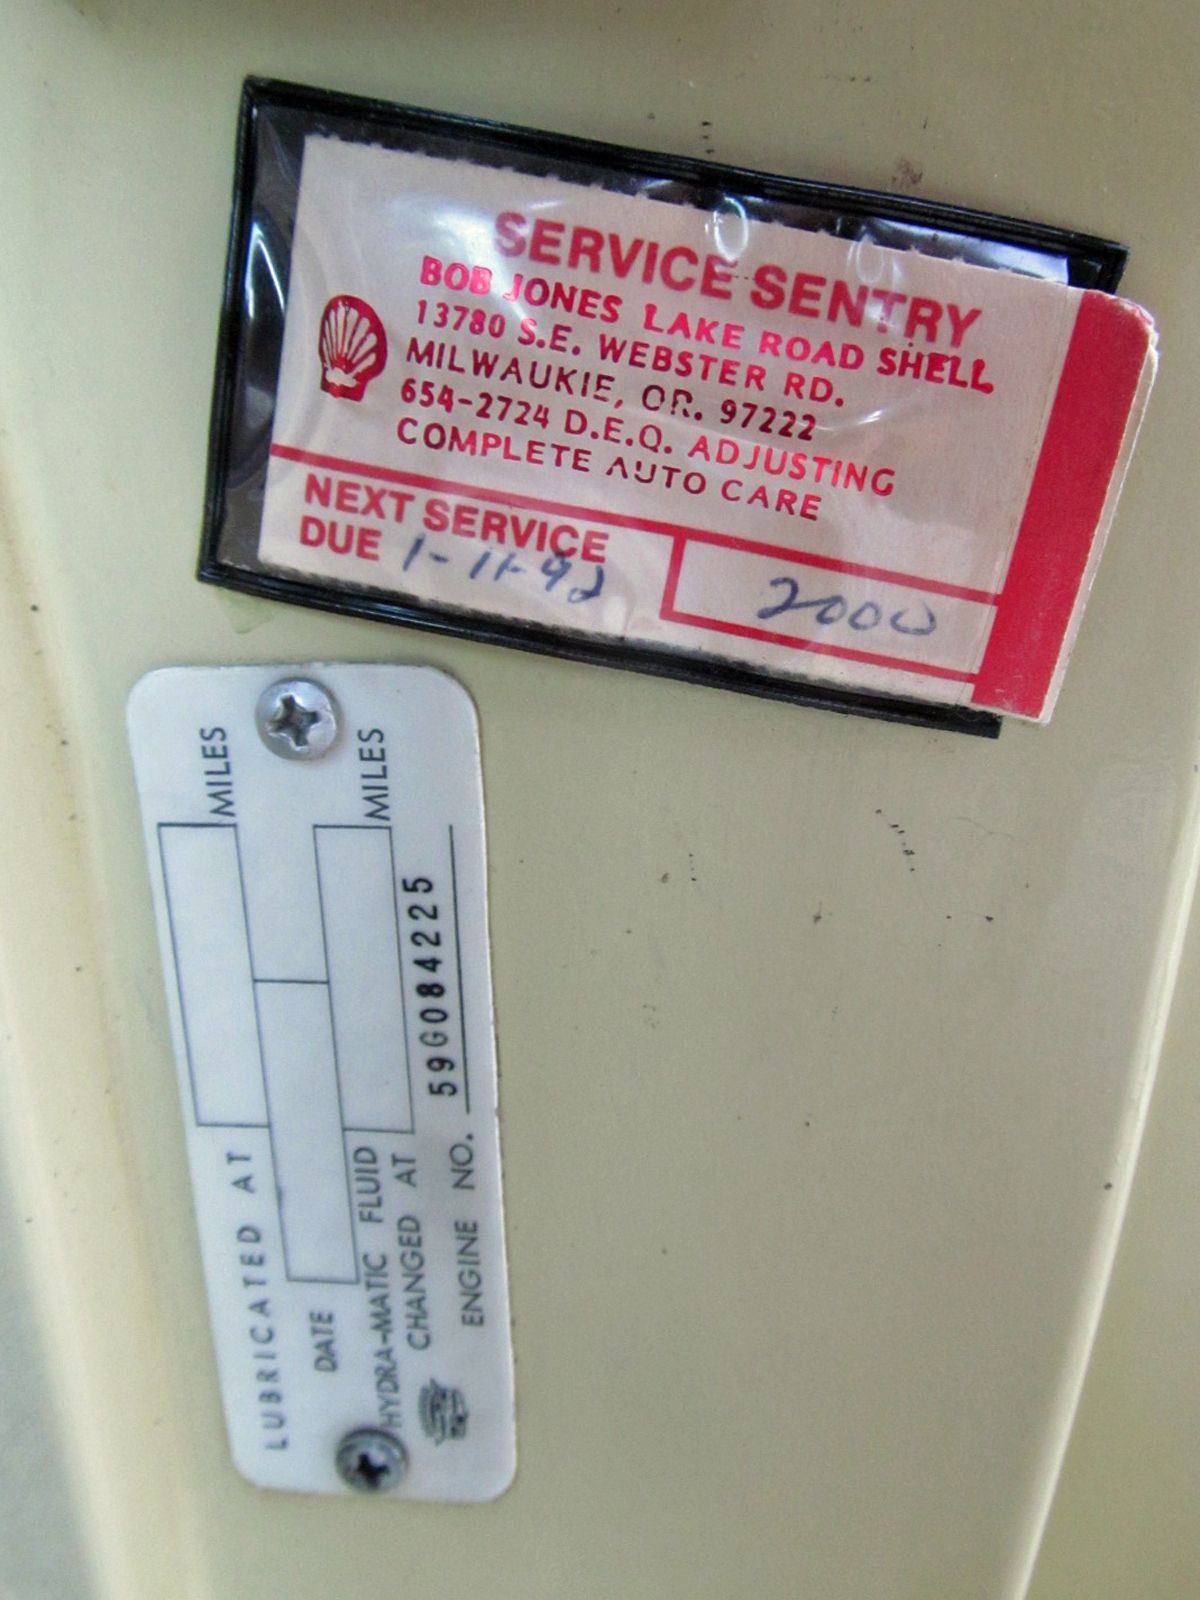 SERVICE SENTRY
BOB JONES LAKE ROAD SHELL
13780 S.E. WEBSTER RD.
MILWAUKIE, OR. 97222
654-2724 D.E.Q. ADJUSTING
COMPLETE AUTO CARE
NEXT SERVICE
DUE 1-11-92 2000
LUBRICATED AT MILES
DATE
HYDRA-MATIC FLUID
CHANGED AT MILES
ENGINE NO. 59G084225